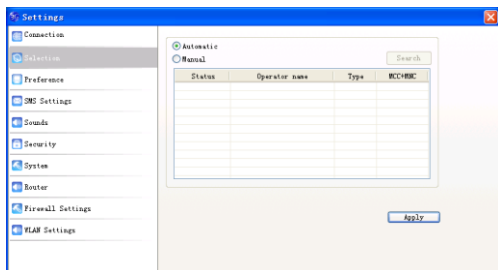 Settings
Connection
Selection
Preference
SMS Settings
Sounds
Security
System
Router
Firewall Settings
WLAN Settings
Automatic
Manual
Search
Status Operator name Type MCC+MNC
Apply